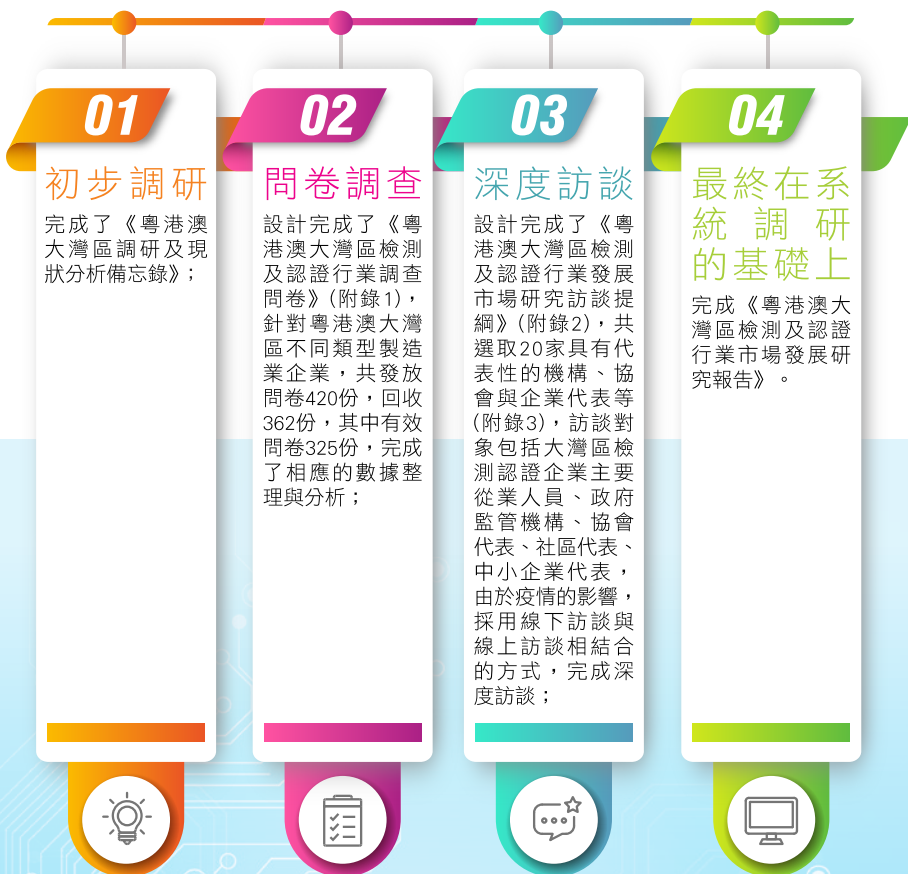 01
初步調研
完成了《粵港澳
大灣區調研及現
狀分析備忘錄》；
02
問卷調查
設計完成了《粵
港澳大灣區檢測
及認證行業調查
問卷》(附錄1)，
針對粵港澳大灣
區不同類型製造
業企業，共發放
問卷420份，回收
362份，其中有效
問卷325份，完成
了相應的數據整
理與分析；
03
深度訪談
設計完成了《粵
港澳大灣區檢測
及認證行業發展
市場研究訪談提
綱》(附錄2)，共
選取20家具有代
表性的機構、協
會與企業代表等
(附錄3)，訪談對
象包括大灣區檢
測認證企業主要
從業人員、政府
監管機構、協會
代表、社區代表、
中小企業代表，
由於疫情的影響，
採用線下訪談與
線上訪談相結合
的方式，完成深
度訪談；
04
最終在系
統調研
的基礎上
完成《粵港澳大
灣區檢測及認證
行業市場發展研
究報告》。